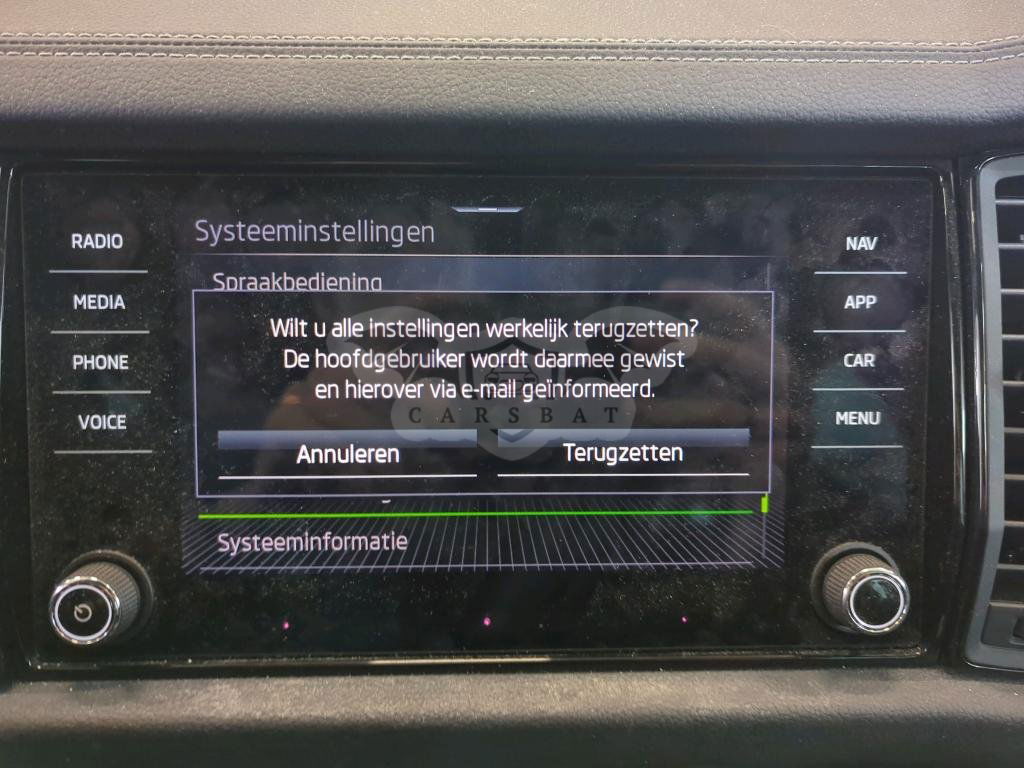 RADIO
MEDIA
PHONE
VOICE
Systeeminstellingen
Spraakbediening
Wilt u alle instellingen werkelijk terugzetten?
De hoofdgebruiker wordt daarmee gewist
en hierover via e-mail geïnformeerd.
CARSBAT
Annuleren
Terugzetten
Systeeminformatie
NAV
APP
CAR
MENU